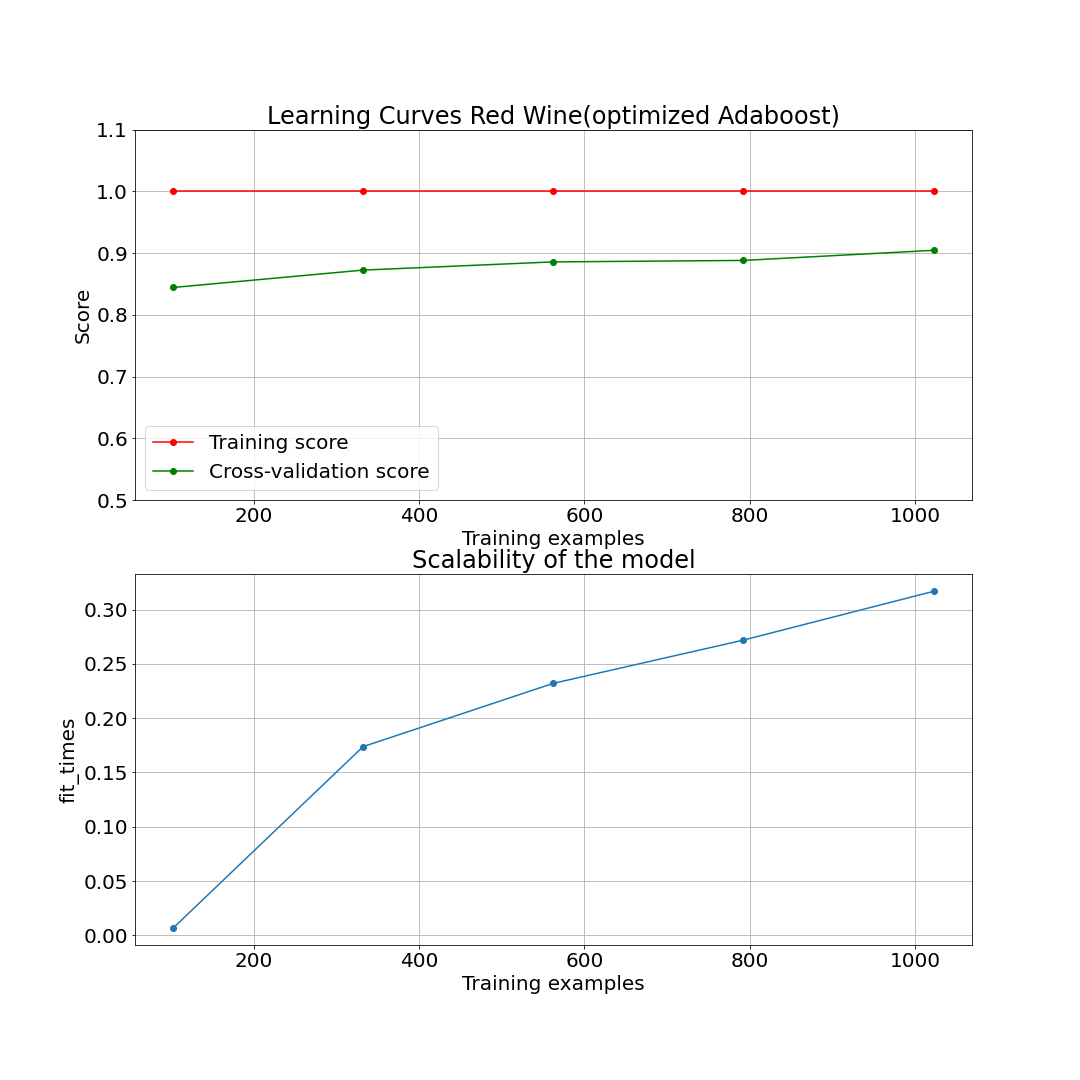 Learning Curves Red Wine(optimized Adaboost)
1.1
1.0
0.9
0.8
0.7
0.6
0.5
Score
Training score
Cross-validation score
200 400 600 800 1000
Training examples
Scalability of the model
0.30
0.25
0.20
0.15
0.10
0.05
0.00
fit_times
200 400 600 800 1000
Training examples